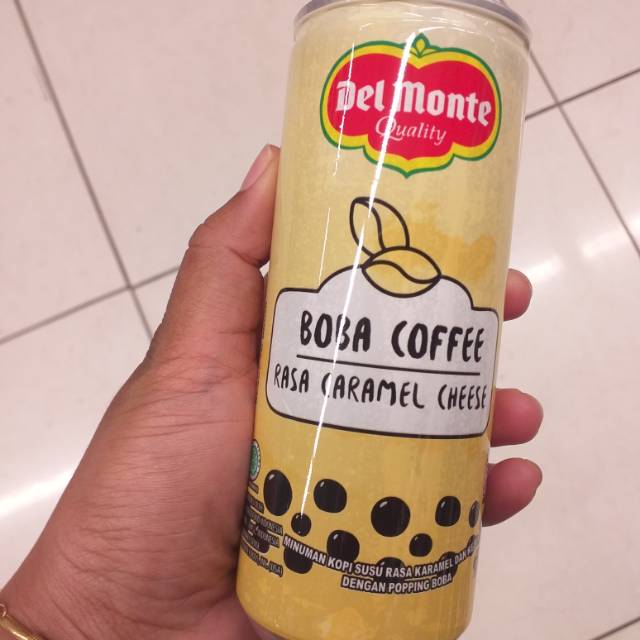 Del Monte
Quality
BOBA COFFEE
RASA CARAMEL CHEESE
MINUMAN KOPI SUSU RASA KARAMEL DAN
DENGAN POPPING BOBA